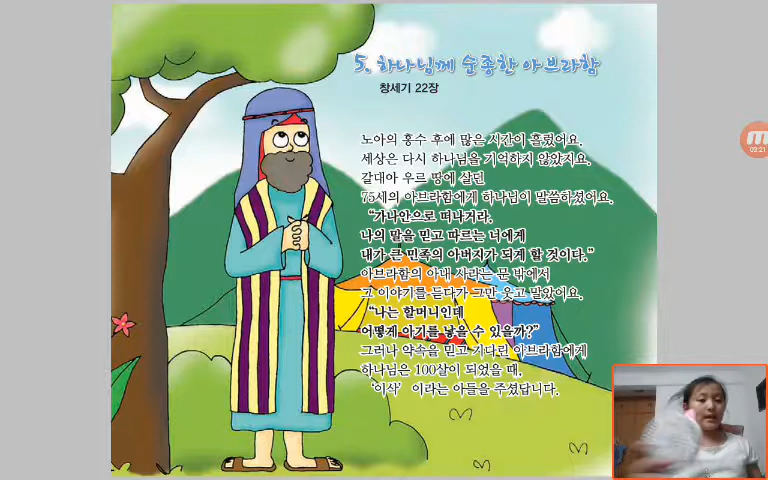 5. 하나님께 순종한 아브라함
창세기 22장
노아의 홍수 후에 많은 시간이 흘렀어요.
세상은 다시 하나님을 기억하지 않았지요.
갈대아 우르 땅에 살던
75세의 아브라함에게 하나님이 말씀하셨어요.
“가나안으로 떠나거라.
나의 말을 믿고 따르는 너에게
내가 큰 민족의 아버지가 되게 할 것이다.”
아브라함의 아내 사라는 문 밖에서
그 이야기를 듣다가 그만 웃고 말았어요.
“나는 할머니인데
어떻게 아기를 낳을 수 있을까?”
그러나 약속을 믿고 기다린 아브라함에게
하나님은 100살이 되었을 때,
‘이삭’ 이라는 아들을 주셨답니다.
09:21